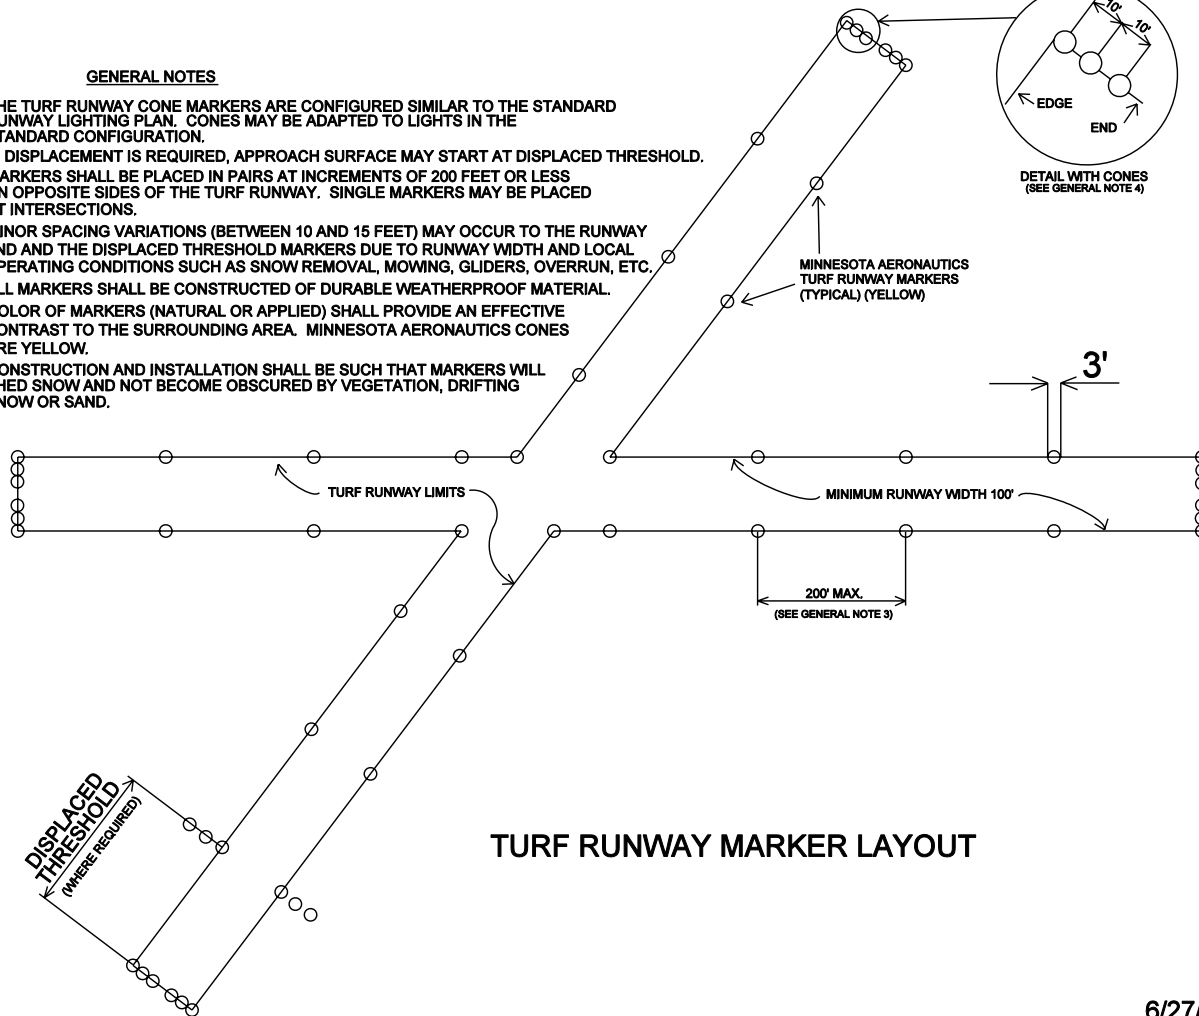 GENERAL NOTES
HE TURF RUNWAY CONE MARKERS ARE CONFIGURED SIMILAR TO THE STANDARD
UNWAY LIGHTING PLAN. CONES MAY BE ADAPTED TO LIGHTS IN THE
TANDARD CONFIGURATION.
DISPLACEMENT IS REQUIRED, APPROACH SURFACE MAY START AT DISPLACED THRESHOLD.
ARKERS SHALL BE PLACED IN PAIRS AT INCREMENTS OF 200 FEET OR LESS
N OPPOSITE SIDES OF THE TURF RUNWAY. SINGLE MARKERS MAY BE PLACED
T INTERSECTIONS.
INOR SPACING VARIATIONS (BETWEEN 10 AND 15 FEET) MAY OCCUR TO THE RUNWAY
ND AND THE DISPLACED THRESHOLD MARKERS DUE TO RUNWAY WIDTH AND LOCAL
PERATING CONDITIONS SUCH AS SNOW REMOVAL, MOWING, GLIDERS, OVERRUN, ETC.
LL MARKERS SHALL BE CONSTRUCTED OF DURABLE WEATHERPROOF MATERIAL.
OLOR OF MARKERS (NATURAL OR APPLIED) SHALL PROVIDE AN EFFECTIVE
ONTRAST TO THE SURROUNDING AREA. MINNESOTA AERONAUTICS CONES
RE YELLOW.
ONSTRUCTION AND INSTALLATION SHALL BE SUCH THAT MARKERS WILL
HED SNOW AND NOT BECOME OBSCURED BY VEGETATION, DRIFTING
NOW OR SAND.
10'
10'
EDGE
END
DETAIL WITH CONES
(SEE GENERAL NOTE 4)
MINNESOTA AERONAUTICS
TURF RUNWAY MARKERS
(TYPICAL) (YELLOW)
3'
TURF RUNWAY LIMITS
MINIMUM RUNWAY WIDTH 100'
200' MAX.
(SEE GENERAL NOTE 3)
DISPLACED
THRESHOLD
(WHERE REQUIRED)
TURF RUNWAY MARKER LAYOUT
6/27/